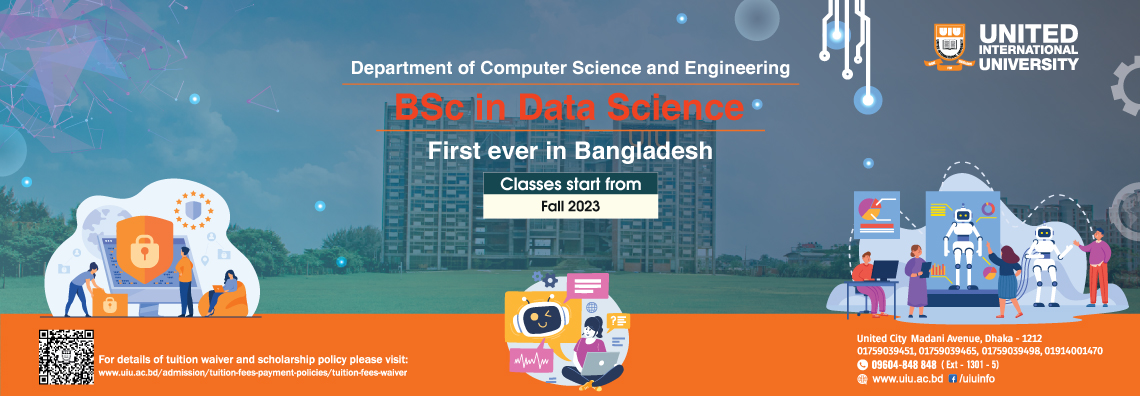 UIU
UNITED
INTERNATIONAL
UNIVERSITY
Department of Computer Science and Engineering
BSc in Data Science
First ever in Bangladesh
Classes start from
Fall 2023
For details of tuition waiver and scholarship policy please visit:
www.uiu.ac.bd/admission/tuition-fees-payment-policies/tuition-fees-waiver
United City Madani Avenue, Dhaka - 1212
01759039451, 01759039465, 01759039498, 01914001470
09604-848 848 ( Ext - 1301 - 5)
www.uiu.ac.bd /uiuinfo